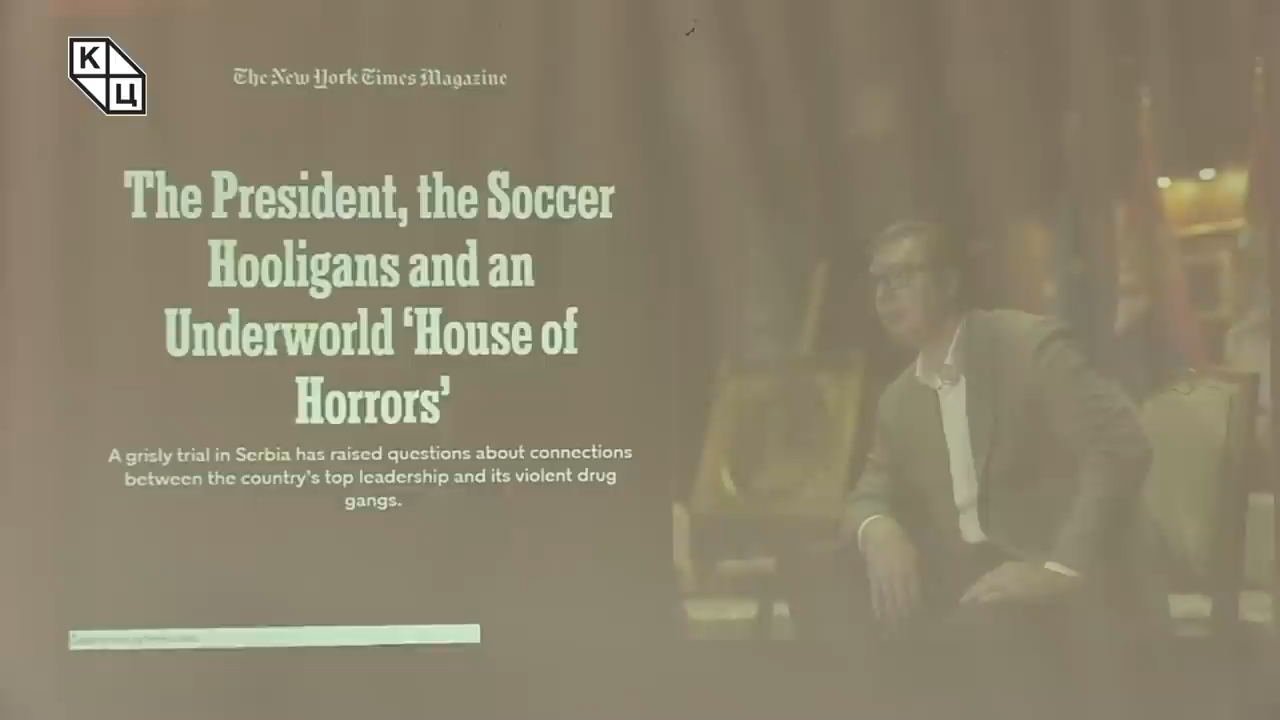 К
Ц
The New York Times Magazine
The President, the Soccer
Hooligans and an
Underworld ‘House of
Horrors’
A grisly trial in Serbia has raised questions about connections
between the country’s top leadership and its violent drug
gangs.